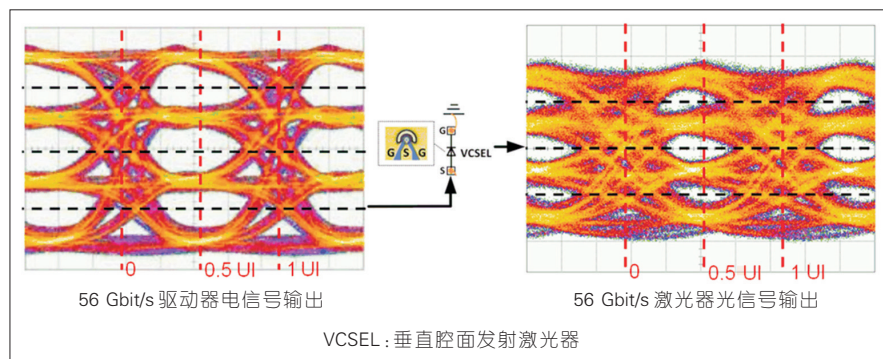 0
0.5 UI
1 UI
56 Gbit/s 驱动器电信号输出
G S G
G
VCSEL
S
0
0.5 UI
1 UI
56 Gbit/s 激光器光信号输出
VCSEL：垂直腔面发射激光器